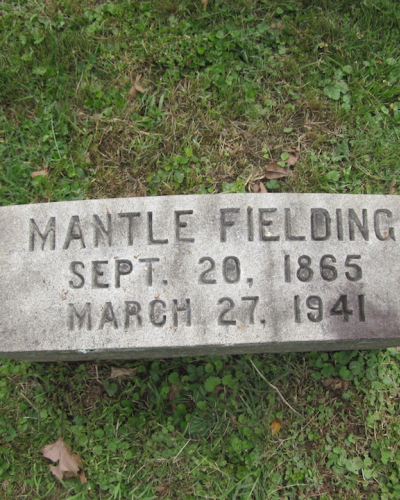 MANTLE FIELDING
SEPT. 20, 1865
MARCH 27, 1941